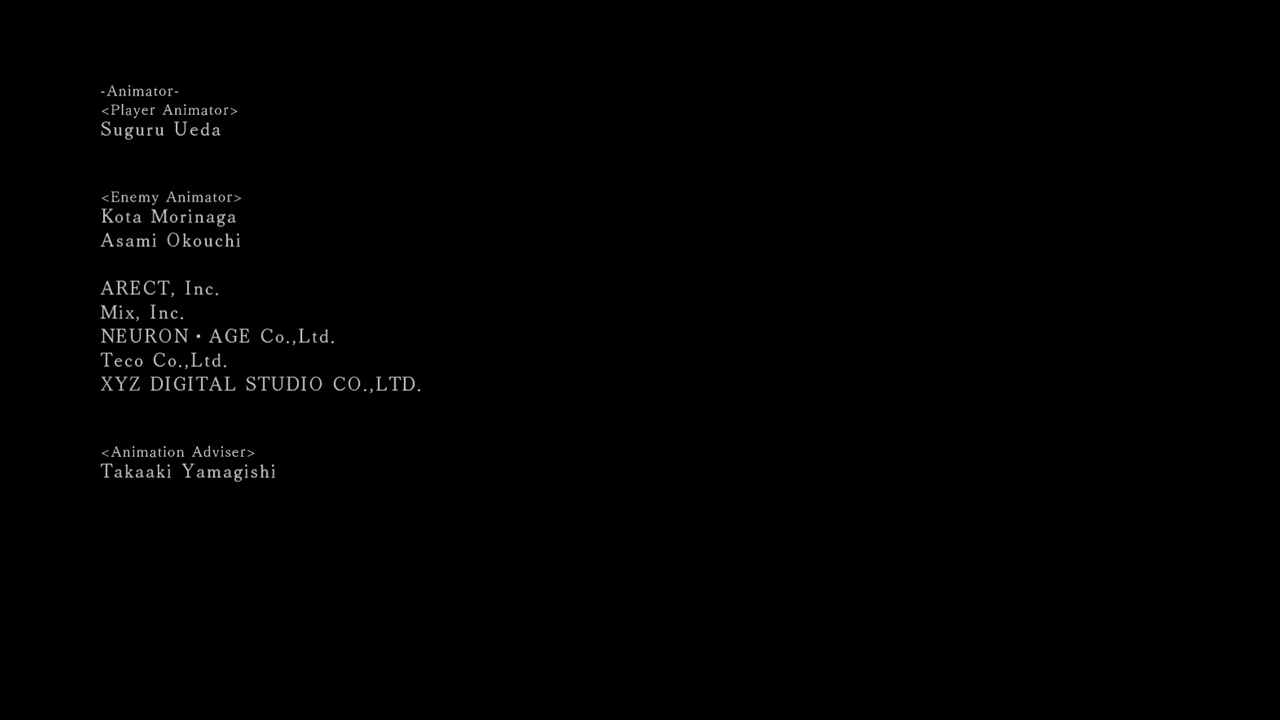 -Animator-
<Player Animator>
Suguru Ueda
<Enemy Animator>
Kota Morinaga
Asami Okouchi
ARECT, Inc.
Mix, Inc.
NEURON・AGE Co.,Ltd.
Teco Co.,Ltd.
XYZ DIGITAL STUDIO CO.,LTD.
<Animation Adviser>
Takaaki Yamagishi